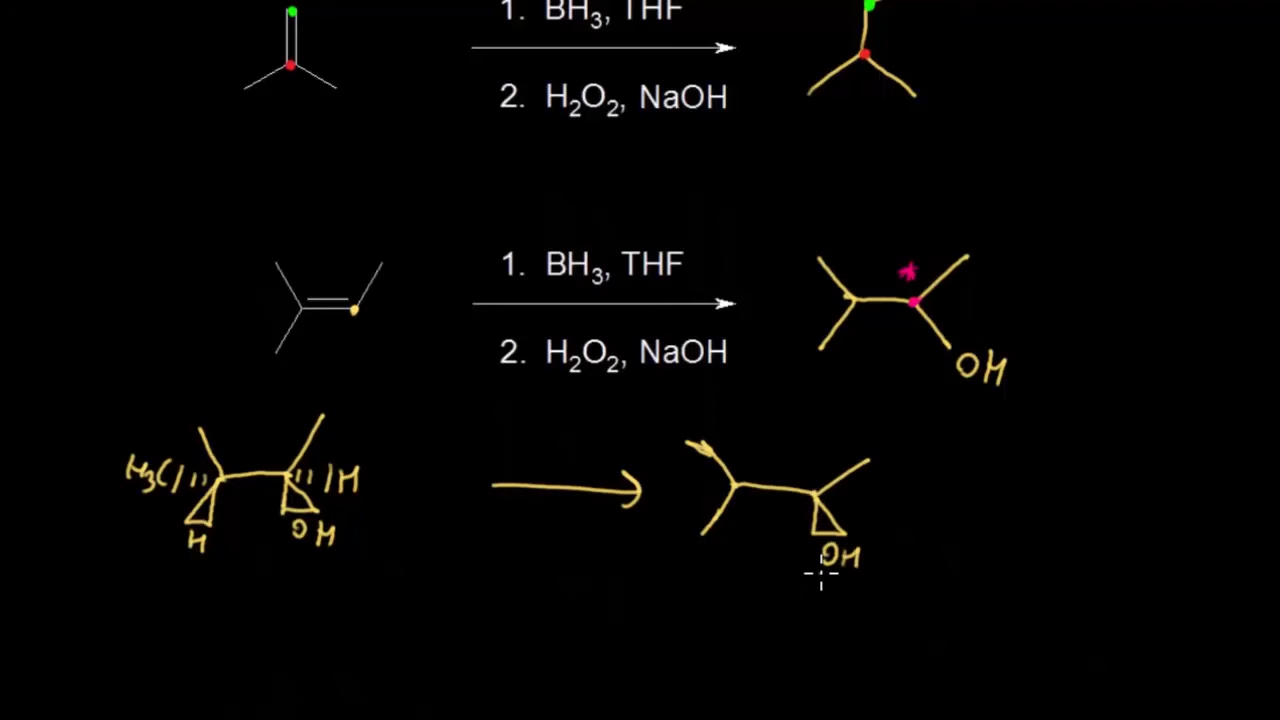 1. BH₃, THF
2. H₂O₂, NaOH
1. BH₃, THF
2. H₂O₂, NaOH
OH
H₃C H
H OH
OH